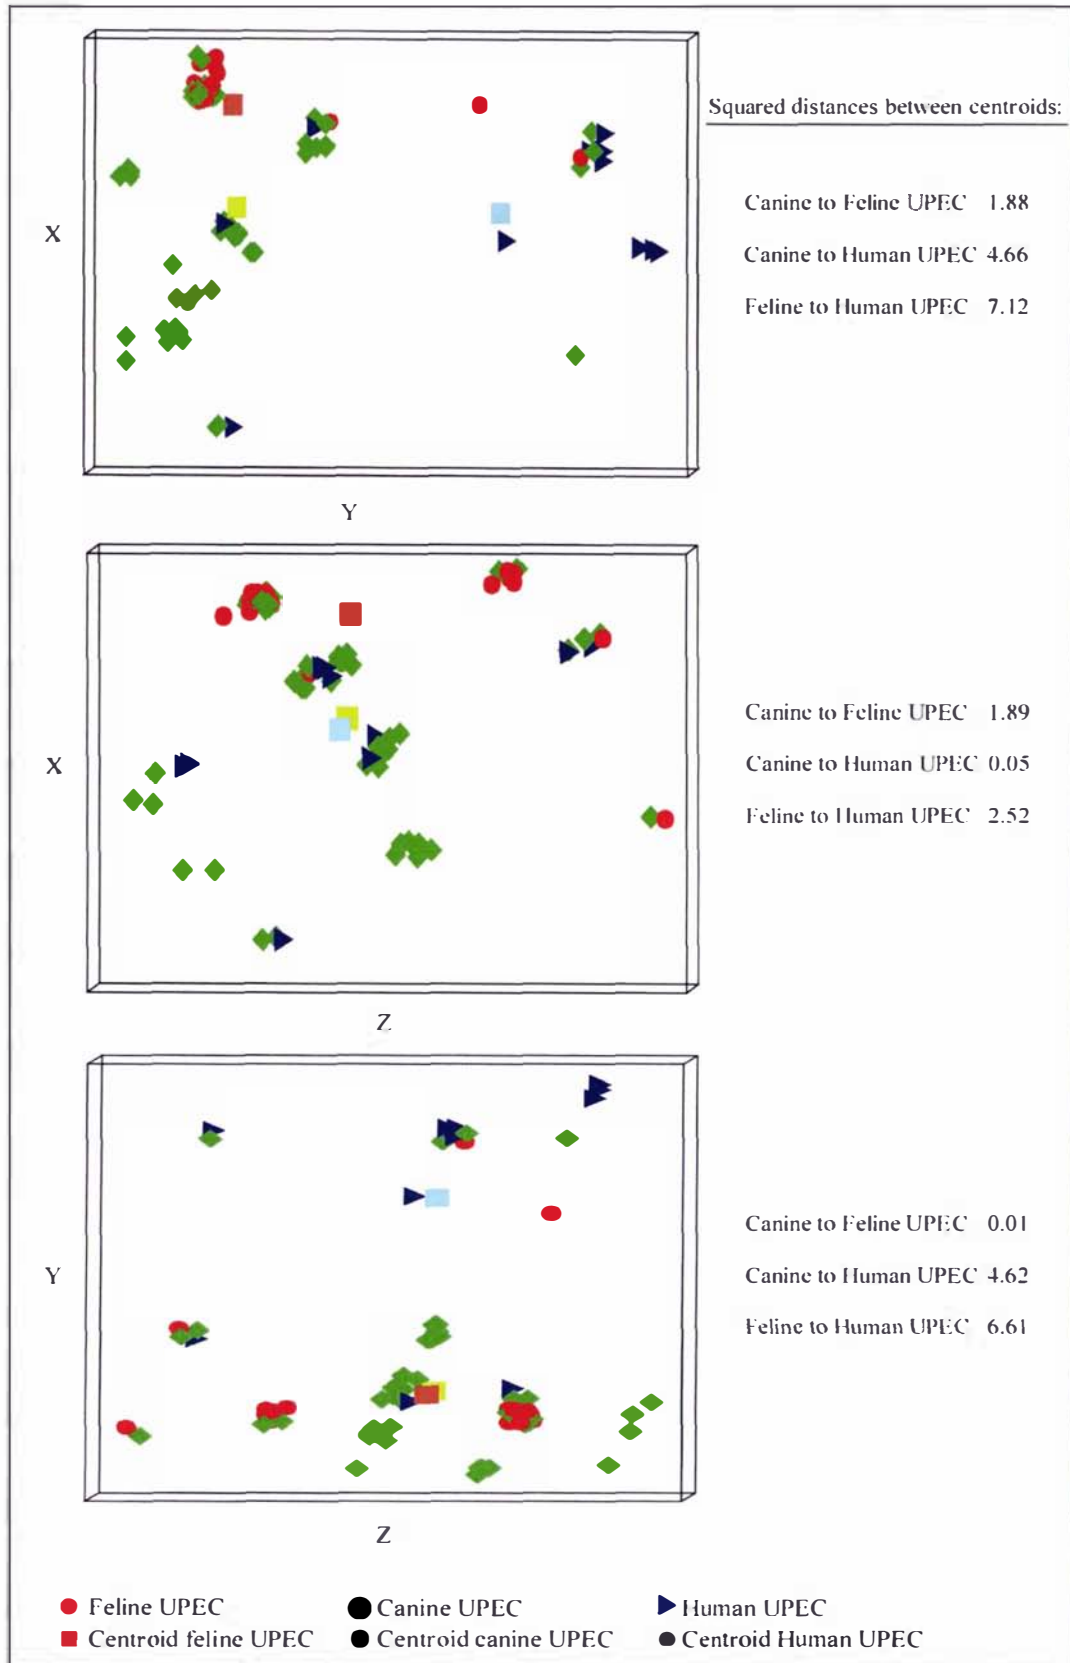 Squared distances between centroids:
Canine to Feline UPEC 1.88
Canine to Human UPEC 4.66
Feline to Human UPEC 7.12
X
Y
Canine to Feline UPEC 1.89
Canine to Human UPEC 0.05
Feline to Human UPEC 2.52
X
Z
Canine to Feline UPEC 0.01
Canine to Human UPEC 4.62
Feline to Human UPEC 6.61
Y
Z
Feline UPEC Canine UPEC Human UPEC
Centroid feline UPEC Centroid canine UPEC Centroid Human UPEC